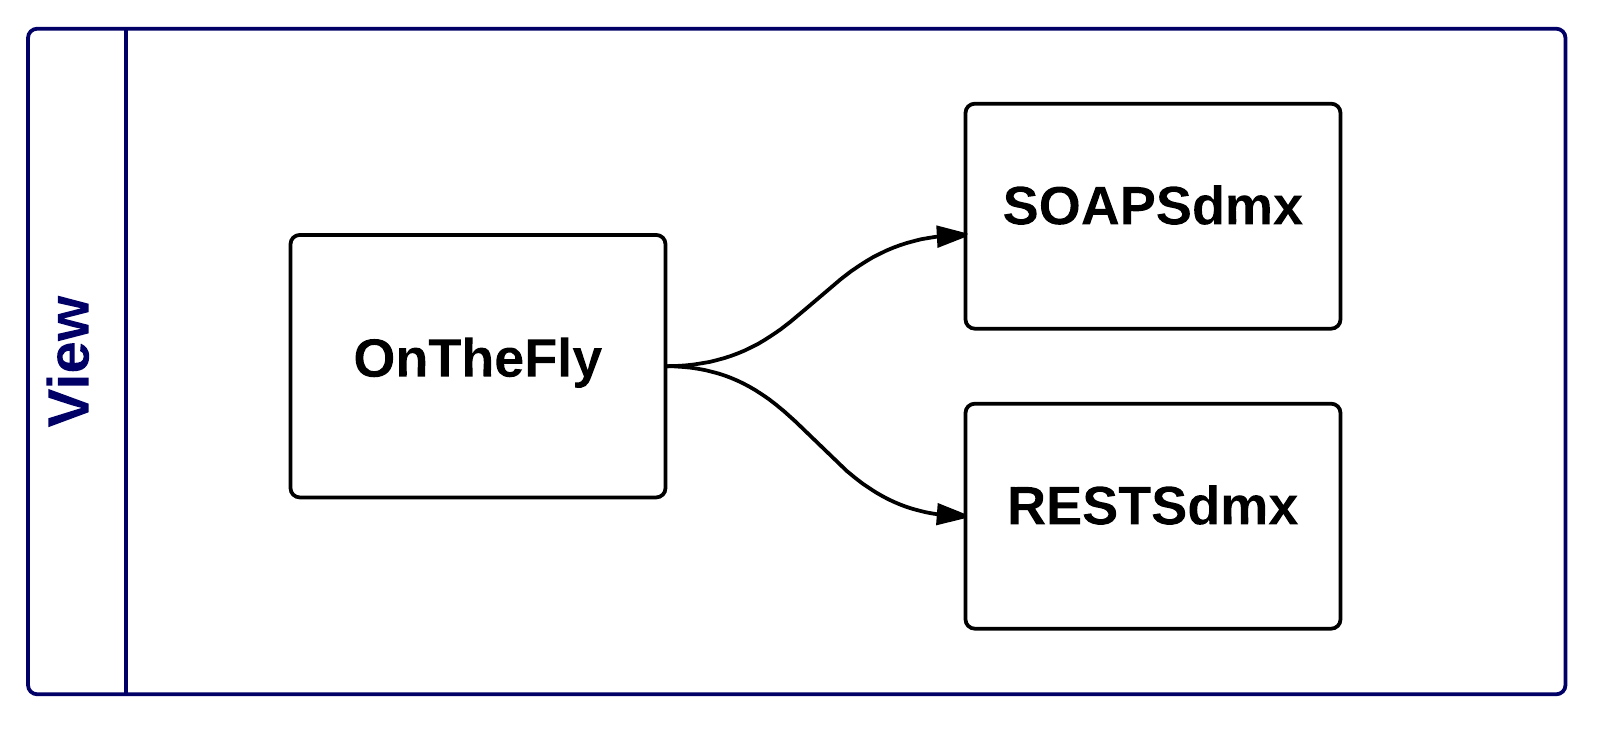 View
OnTheFly
SOAPSdmx
RESTSdmx